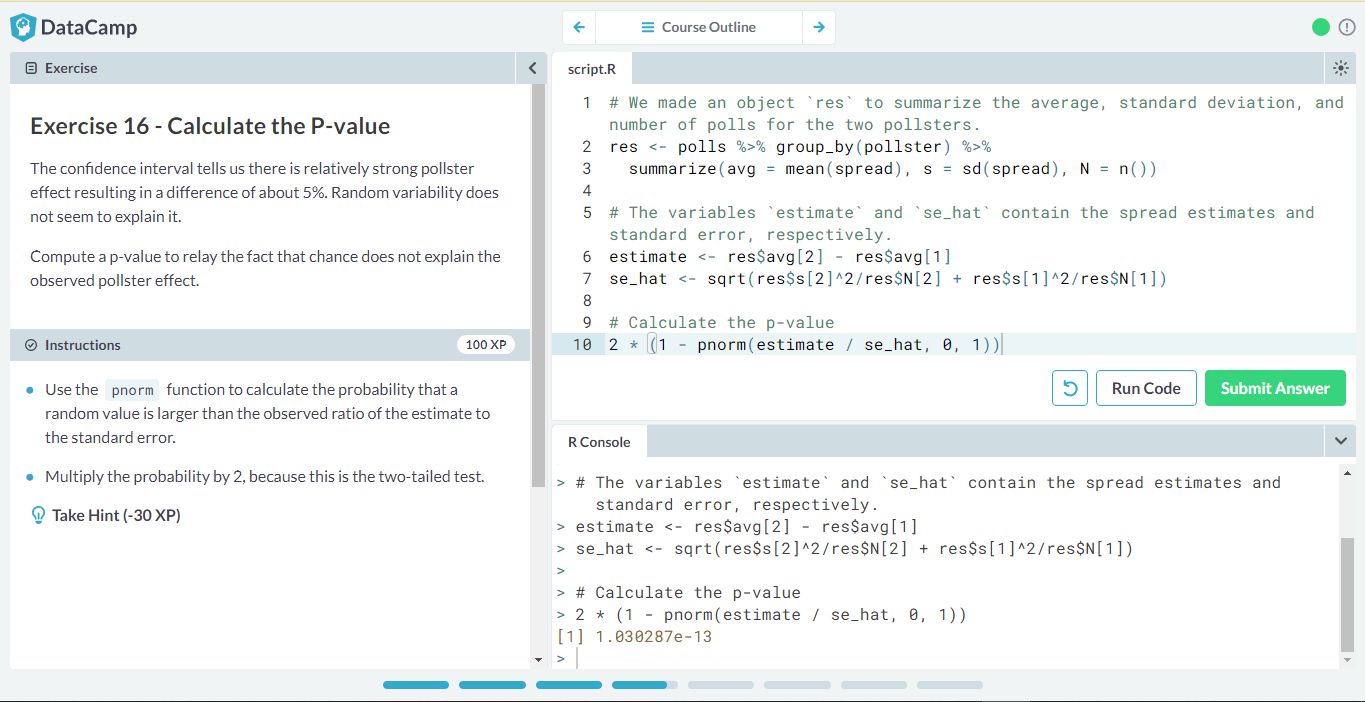 DataCamp
Course Outline
Exercise
Exercise 16 - Calculate the P-value
The confidence interval tells us there is relatively strong pollster
effect resulting in a difference of about 5%. Random variability does
not seem to explain it.
Compute a p-value to relay the fact that chance does not explain the
observed pollster effect.
Instructions
100 XP
Use the pnorm function to calculate the probability that a
random value is larger than the observed ratio of the estimate to
the standard error.
Multiply the probability by 2, because this is the two-tailed test.
Take Hint (-30 XP)
script.R
1 # We made an object `res` to summarize the average, standard deviation, and
number of polls for the two pollsters.
2 res <- polls %>% group_by(pollster) %>%
3   summarize(avg = mean(spread), s = sd(spread), N = n())
4
5 # The variables `estimate` and `se_hat` contain the spread estimates and
standard error, respectively.
6 estimate <- res$avg[2] - res$avg[1]
7 se_hat <- sqrt(res$s[2]^2/res$N[2] + res$s[1]^2/res$N[1])
8
9 # Calculate the p-value
10 2 * (1 - pnorm(estimate / se_hat, 0, 1))
Run Code
Submit Answer
R Console
> # The variables `estimate` and `se_hat` contain the spread estimates and
standard error, respectively.
> estimate <- res$avg[2] - res$avg[1]
> se_hat <- sqrt(res$s[2]^2/res$N[2] + res$s[1]^2/res$N[1])
>
> # Calculate the p-value
> 2 * (1 - pnorm(estimate / se_hat, 0, 1))
[1] 1.030287e-13
>